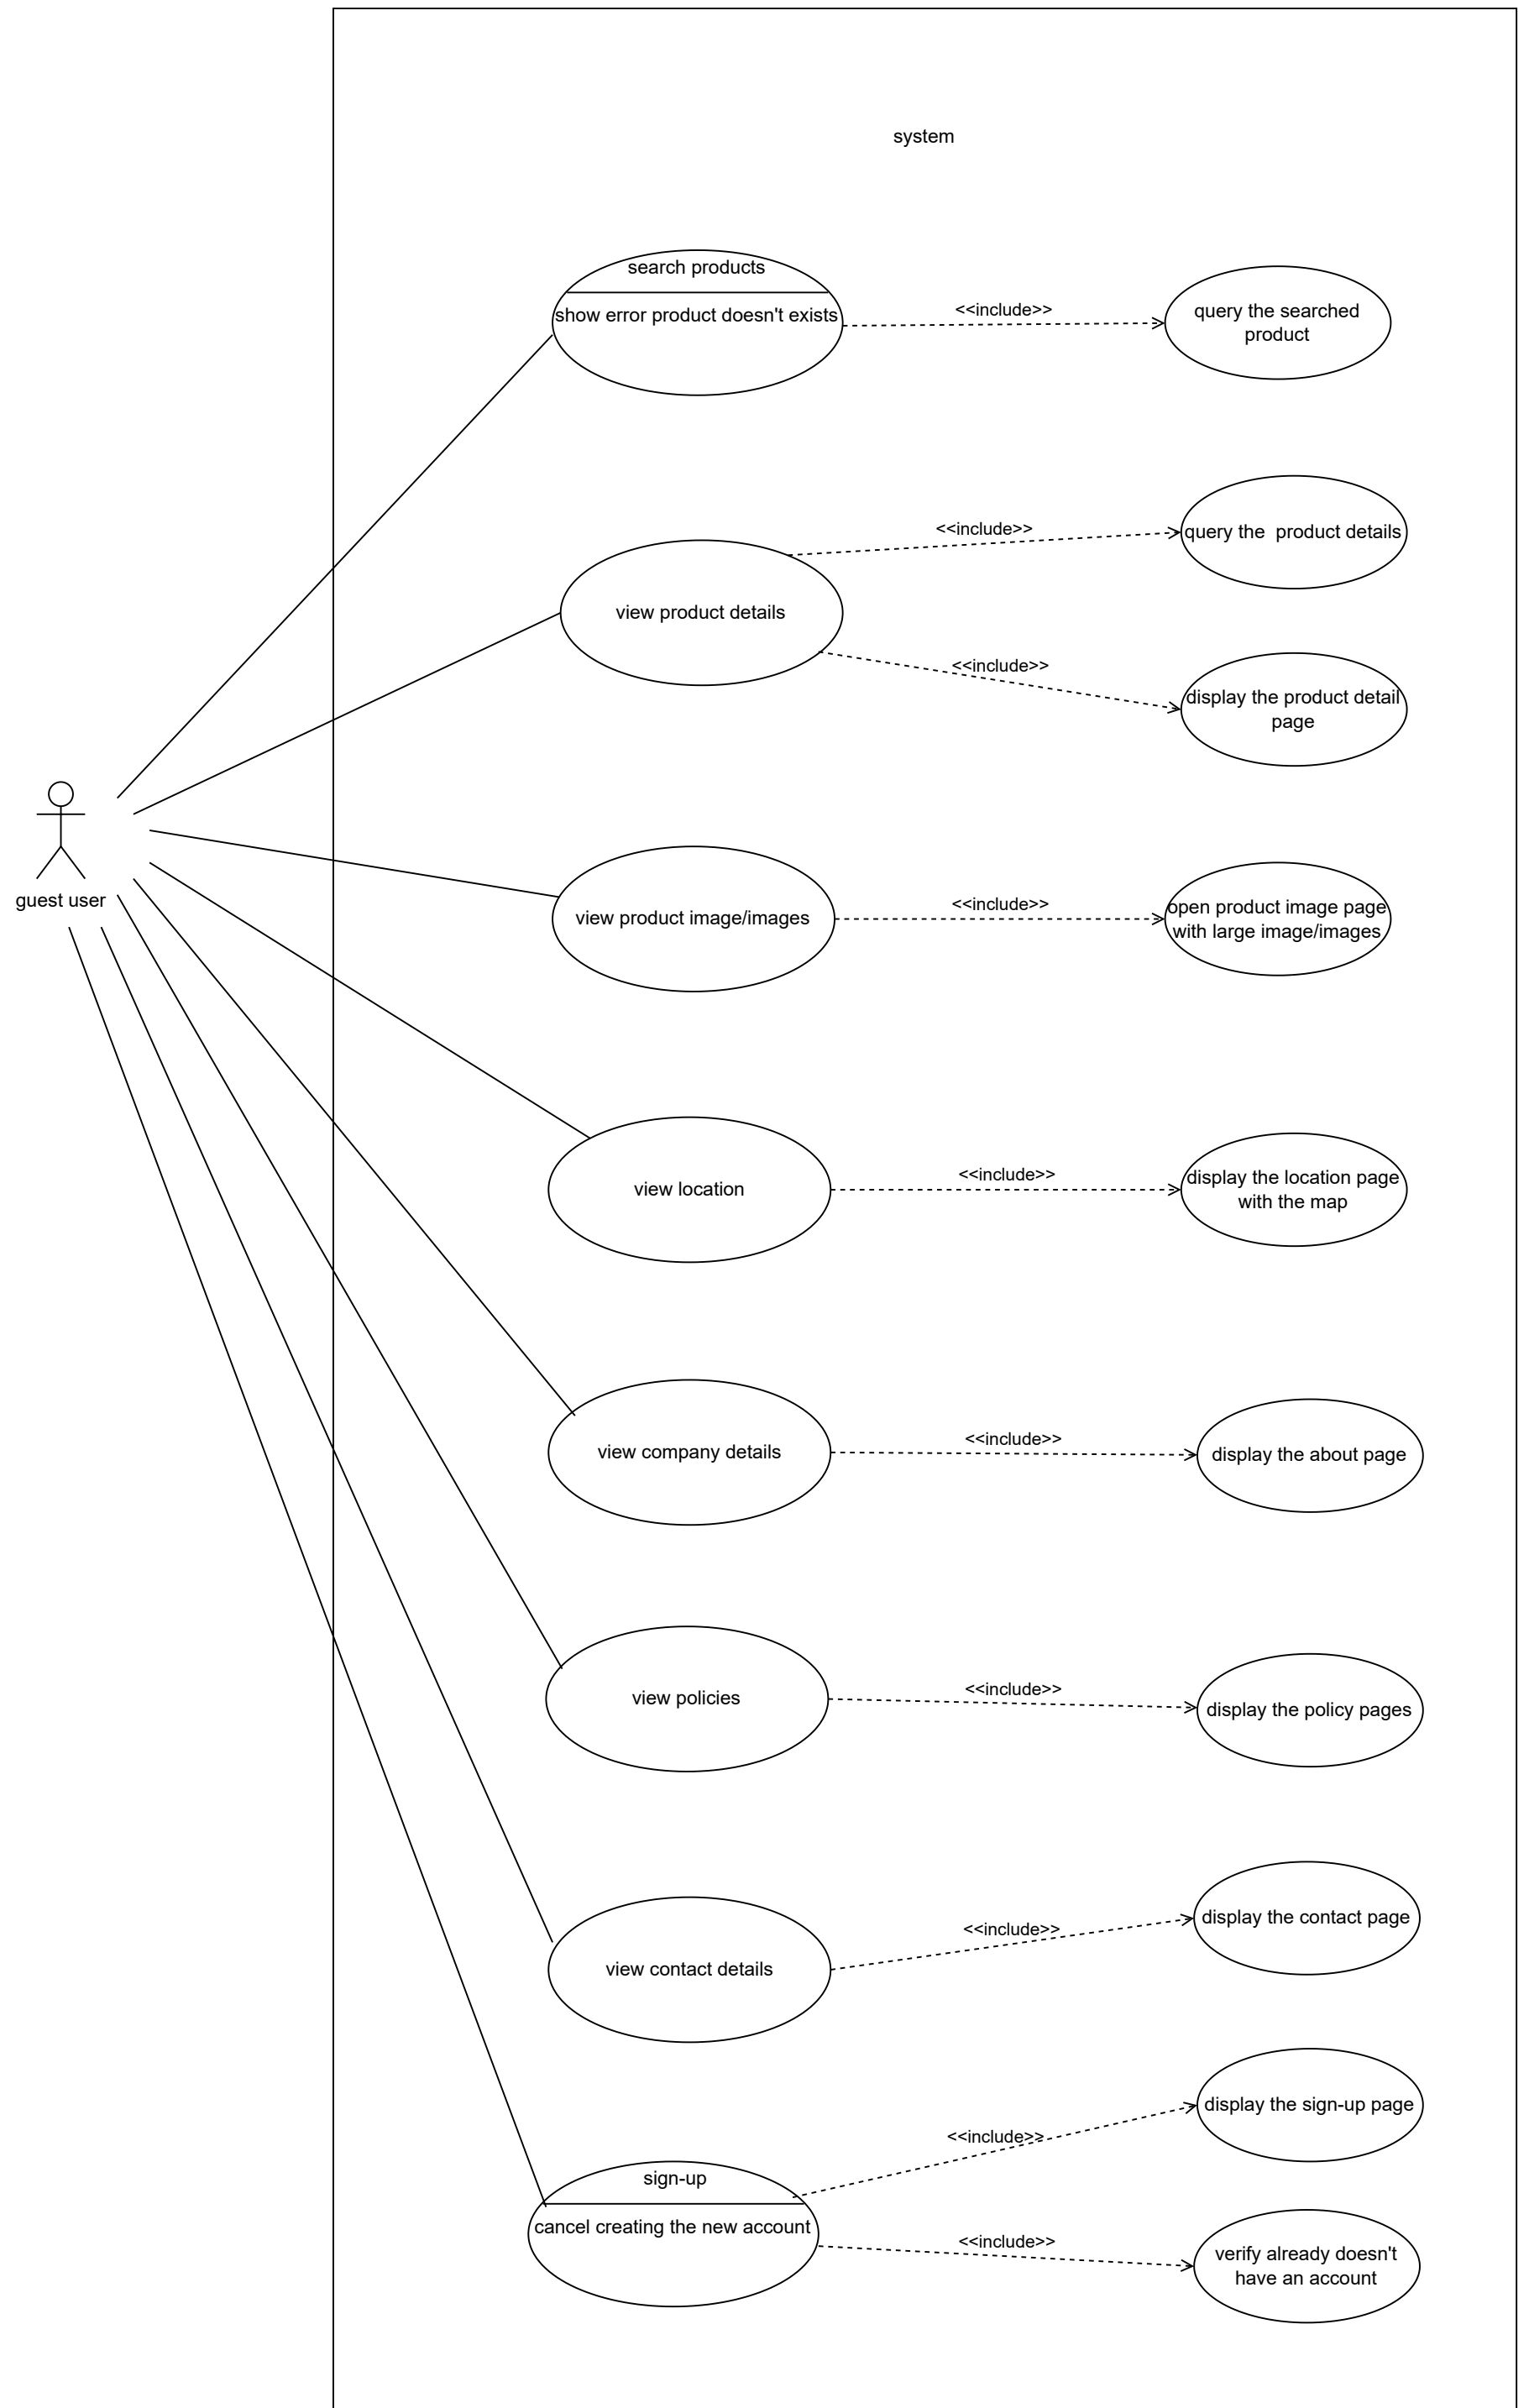 system
search products
show error product doesn't exists
<<include>>
query the searched
product
<<include>>
query the  product details
view product details
<<include>>
display the product detail
page
guest user
view product image/images
<<include>>
open product image page
with large image/images
view location
<<include>>
display the location page
with the map
view company details
<<include>>
display the about page
view policies
<<include>>
display the policy pages
view contact details
<<include>>
display the contact page
<<include>>
display the sign-up page
sign-up
cancel creating the new account
<<include>>
verify already doesn't
have an account